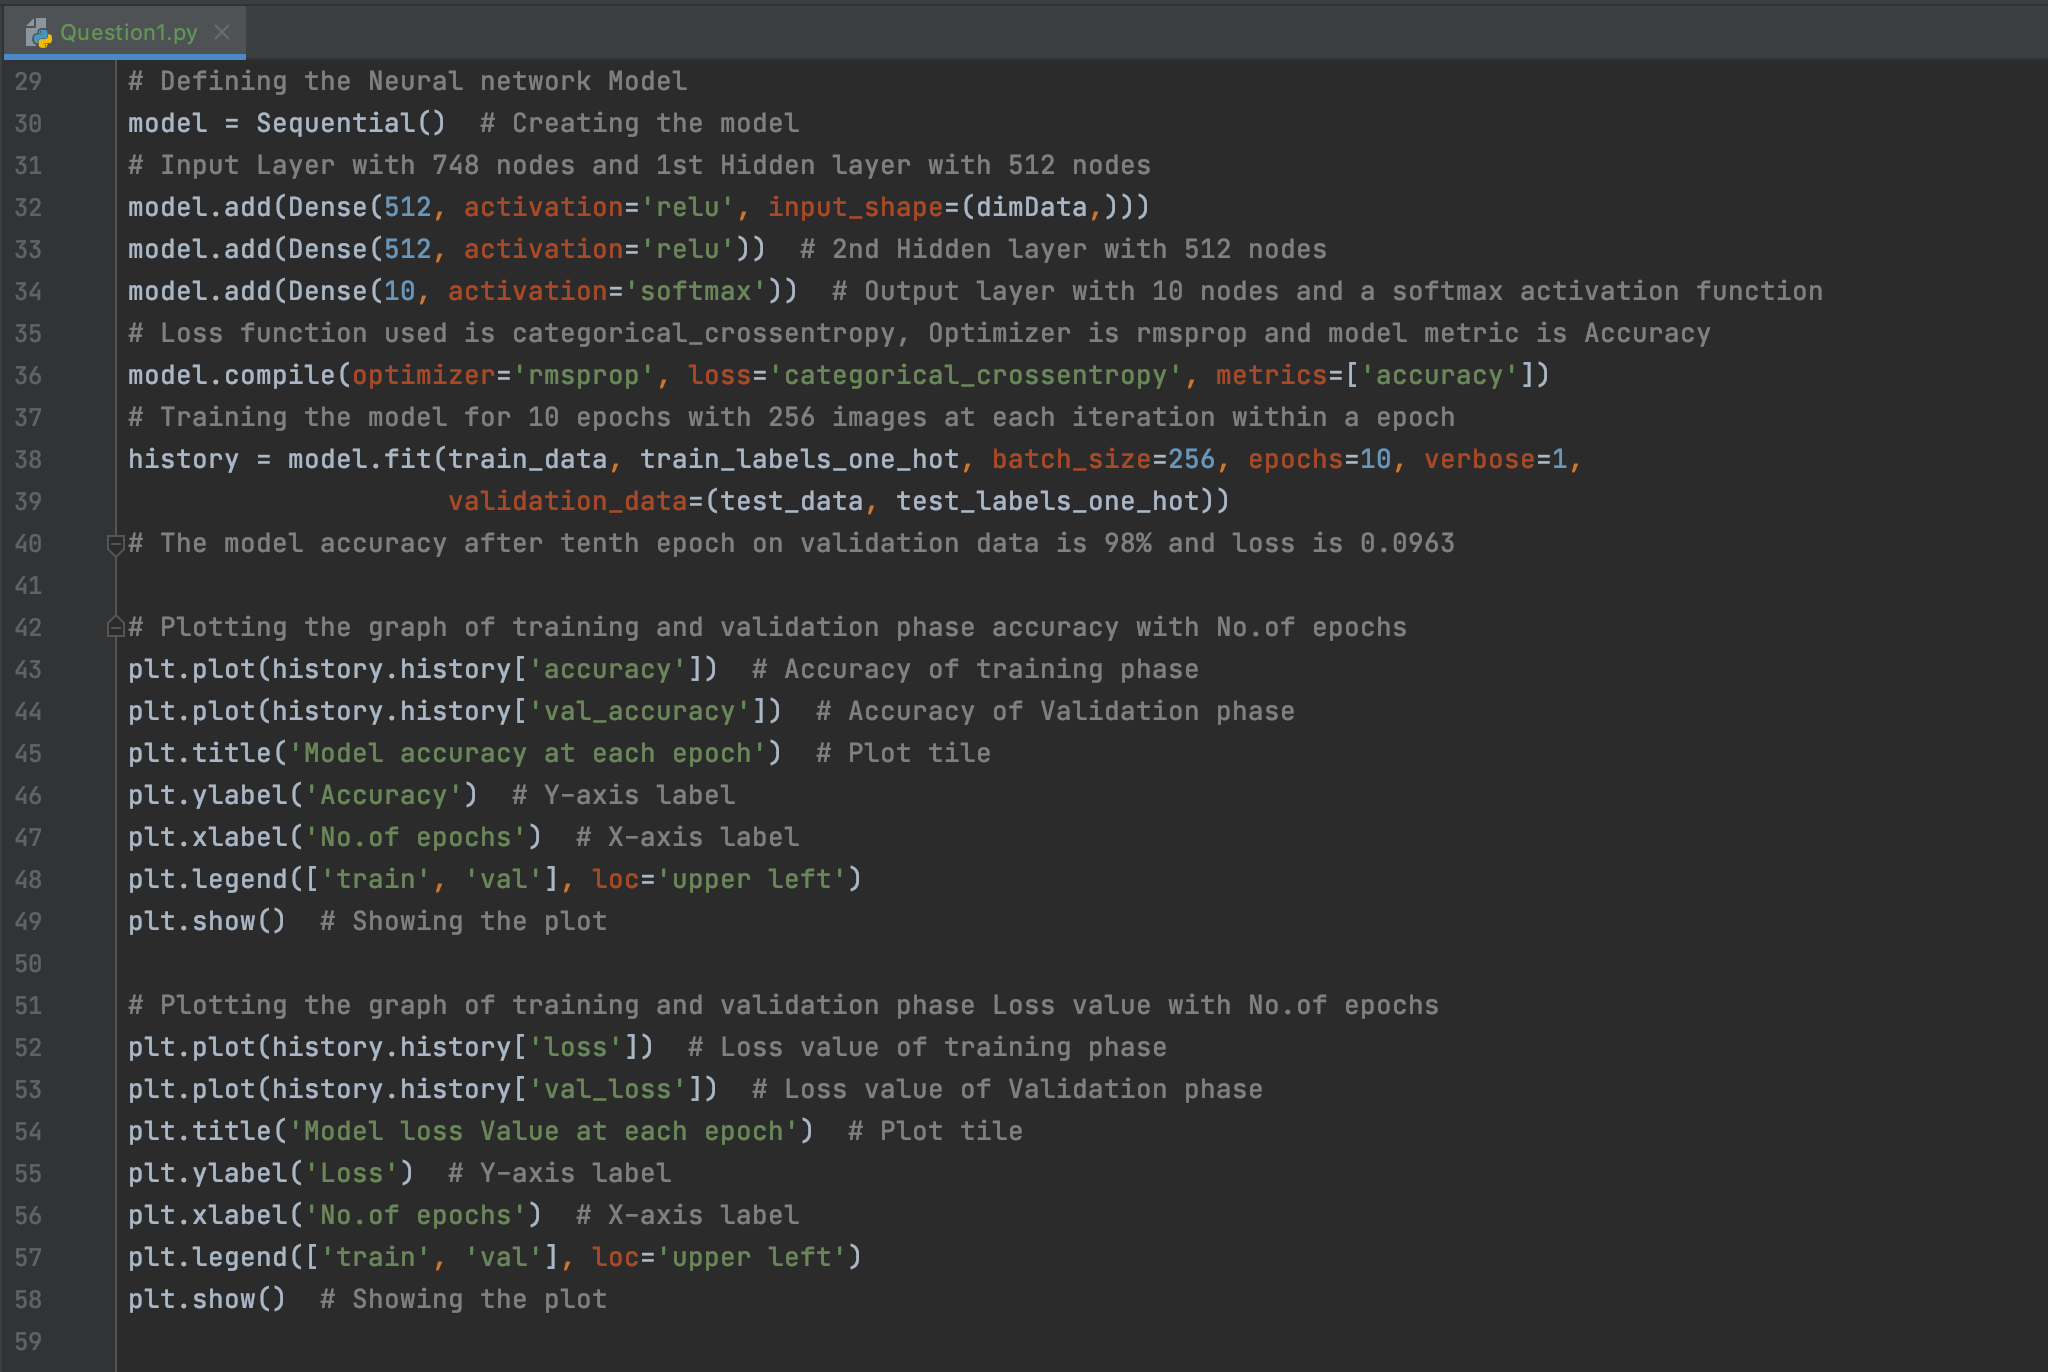 Question1.py
29 # Defining the Neural network Model
30 model = Sequential()  # Creating the model
31 # Input Layer with 748 nodes and 1st Hidden layer with 512 nodes
32 model.add(Dense(512, activation='relu', input_shape=(dimData,)))
33 model.add(Dense(512, activation='relu'))  # 2nd Hidden layer with 512 nodes
34 model.add(Dense(10, activation='softmax'))  # Output layer with 10 nodes and a softmax activation function
35 # Loss function used is categorical_crossentropy, Optimizer is rmsprop and model metric is Accuracy
36 model.compile(optimizer='rmsprop', loss='categorical_crossentropy', metrics=['accuracy'])
37 # Training the model for 10 epochs with 256 images at each iteration within a epoch
38 history = model.fit(train_data, train_labels_one_hot, batch_size=256, epochs=10, verbose=1,
39                     validation_data=(test_data, test_labels_one_hot))
40 # The model accuracy after tenth epoch on validation data is 98% and loss is 0.0963
41
42 # Plotting the graph of training and validation phase accuracy with No.of epochs
43 plt.plot(history.history['accuracy'])  # Accuracy of training phase
44 plt.plot(history.history['val_accuracy'])  # Accuracy of Validation phase
45 plt.title('Model accuracy at each epoch')  # Plot tile
46 plt.ylabel('Accuracy')  # Y-axis label
47 plt.xlabel('No.of epochs')  # X-axis label
48 plt.legend(['train', 'val'], loc='upper left')
49 plt.show()  # Showing the plot
50
51 # Plotting the graph of training and validation phase Loss value with No.of epochs
52 plt.plot(history.history['loss'])  # Loss value of training phase
53 plt.plot(history.history['val_loss'])  # Loss value of Validation phase
54 plt.title('Model loss Value at each epoch')  # Plot tile
55 plt.ylabel('Loss')  # Y-axis label
56 plt.xlabel('No.of epochs')  # X-axis label
57 plt.legend(['train', 'val'], loc='upper left')
58 plt.show()  # Showing the plot
59